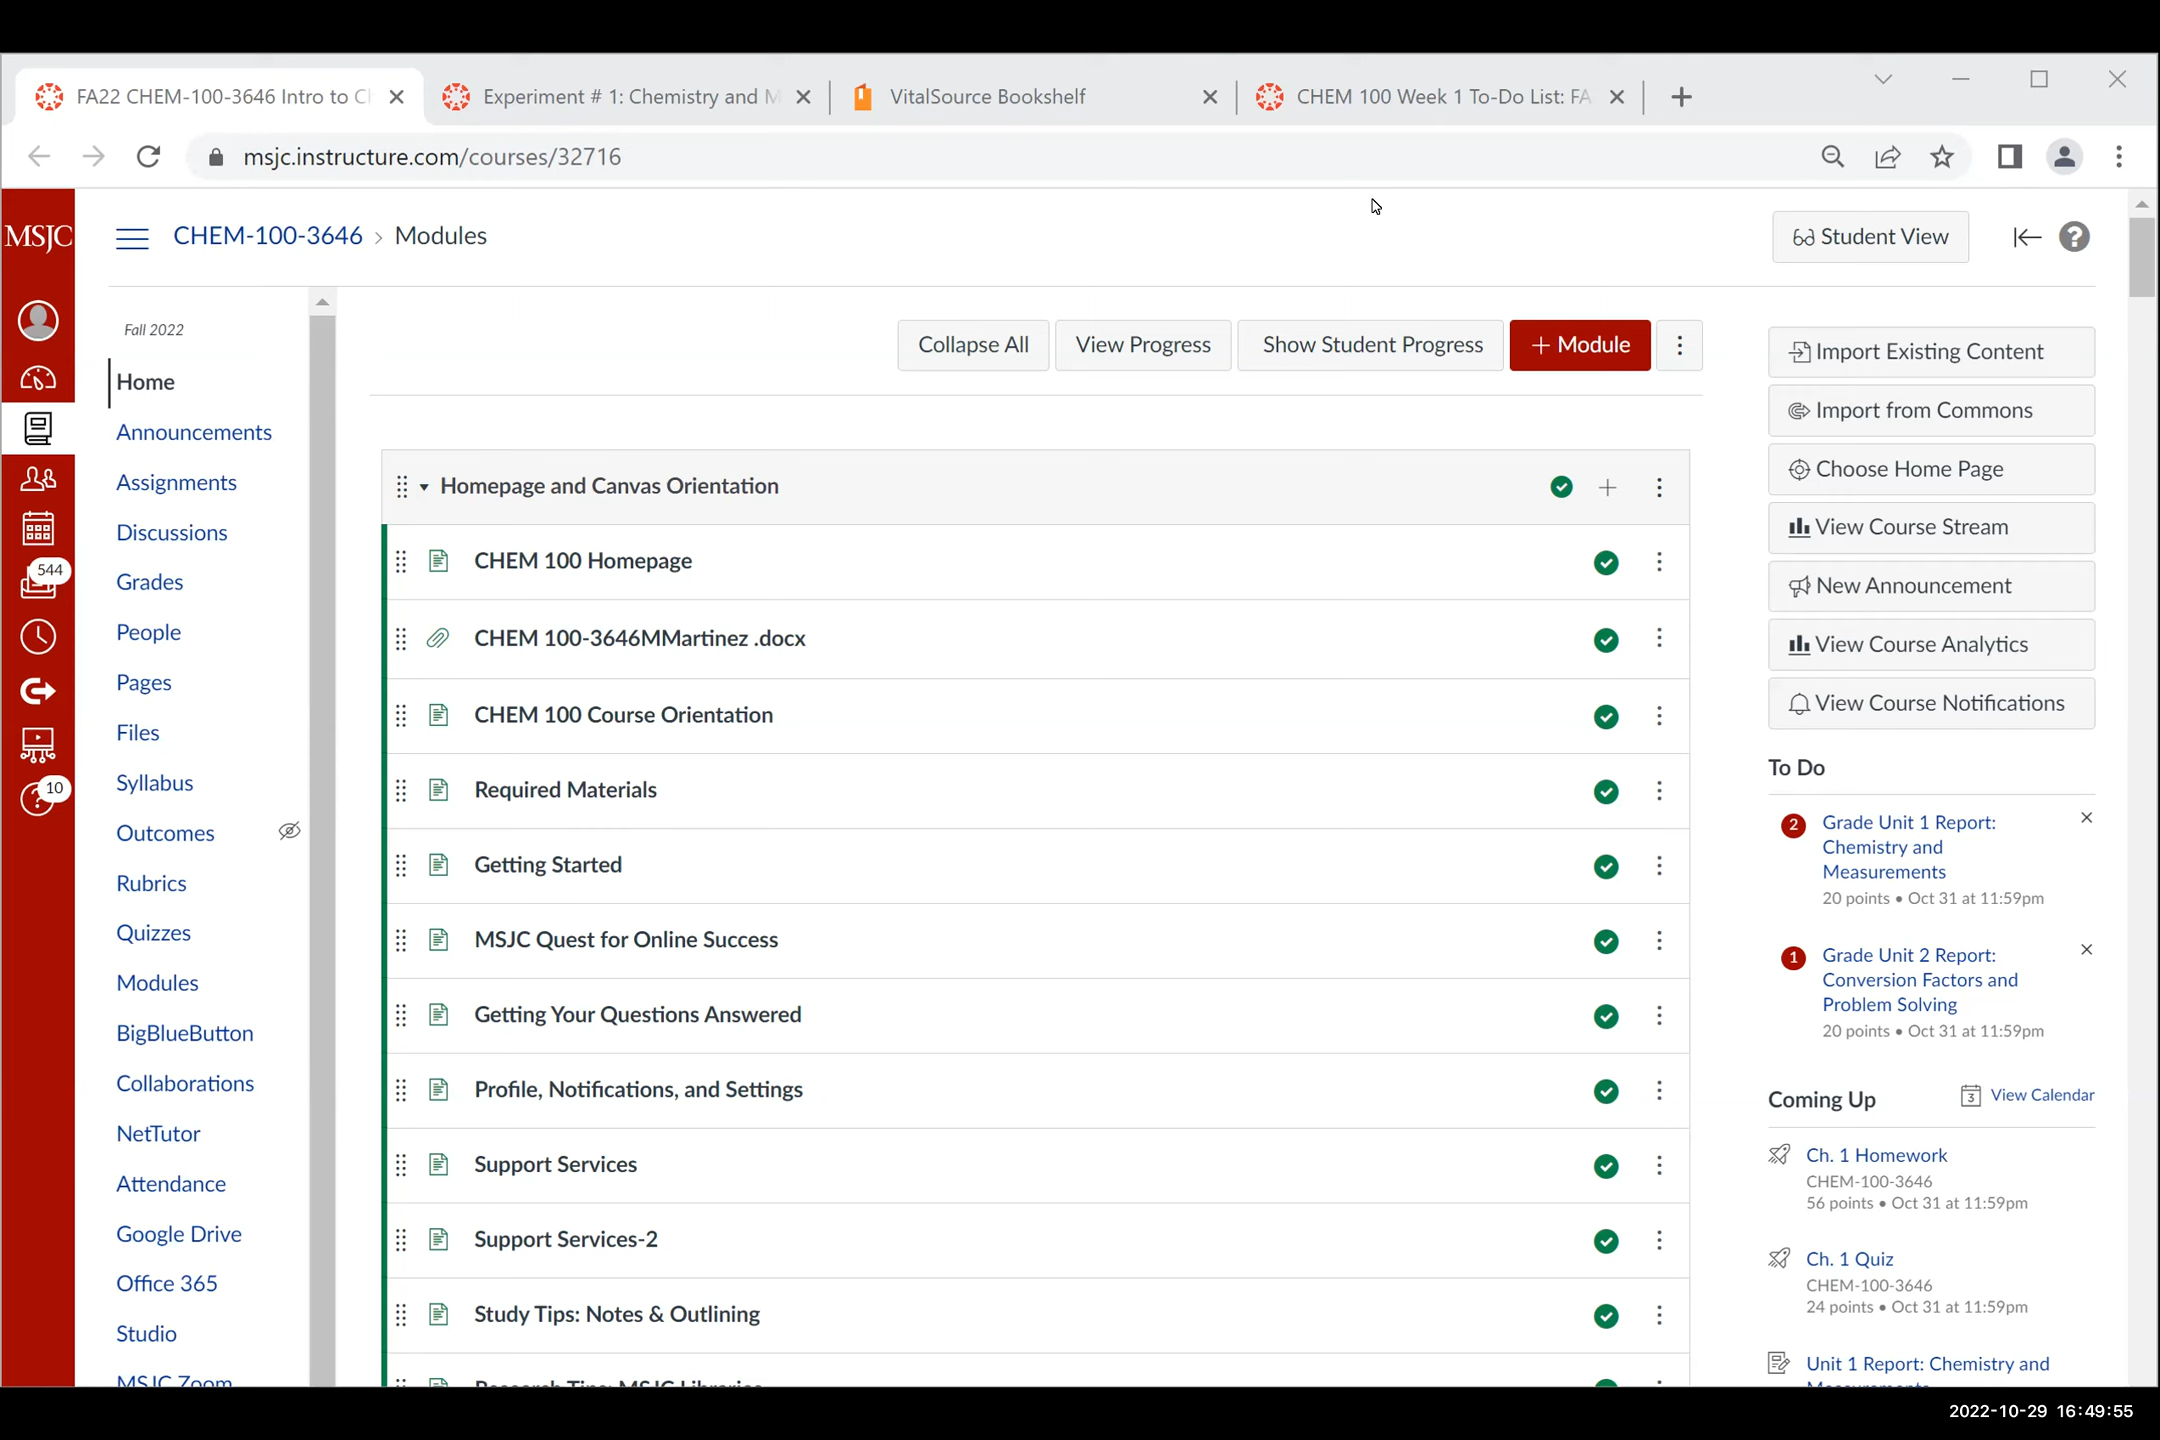 FA22 CHEM-100-3646 Intro to C
Experiment # 1: Chemistry and M
VitalSource Bookshelf
CHEM 100 Week 1 To-Do List: FA
msjc.instructure.com/courses/32716
MSJC
CHEM-100-3646 › Modules
Student View
Fall 2022
Home
Announcements
Assignments
Discussions
Grades
People
Pages
Files
Syllabus
Outcomes
Rubrics
Quizzes
Modules
BigBlueButton
Collaborations
NetTutor
Attendance
Google Drive
Office 365
Studio
MSJC Zoom
544
10
Collapse All
View Progress
Show Student Progress
+ Module
Homepage and Canvas Orientation
CHEM 100 Homepage
CHEM 100-3646MMartinez .docx
CHEM 100 Course Orientation
Required Materials
Getting Started
MSJC Quest for Online Success
Getting Your Questions Answered
Profile, Notifications, and Settings
Support Services
Support Services-2
Study Tips: Notes & Outlining
Research Tips: MSJC Libraries
Import Existing Content
Import from Commons
Choose Home Page
View Course Stream
New Announcement
View Course Analytics
View Course Notifications
To Do
2
Grade Unit 1 Report:
Chemistry and
Measurements
20 points • Oct 31 at 11:59pm
1
Grade Unit 2 Report:
Conversion Factors and
Problem Solving
20 points • Oct 31 at 11:59pm
Coming Up
3
View Calendar
Ch. 1 Homework
CHEM-100-3646
56 points • Oct 31 at 11:59pm
Ch. 1 Quiz
CHEM-100-3646
24 points • Oct 31 at 11:59pm
Unit 1 Report: Chemistry and
Measurements
2022-10-29 16:49:55